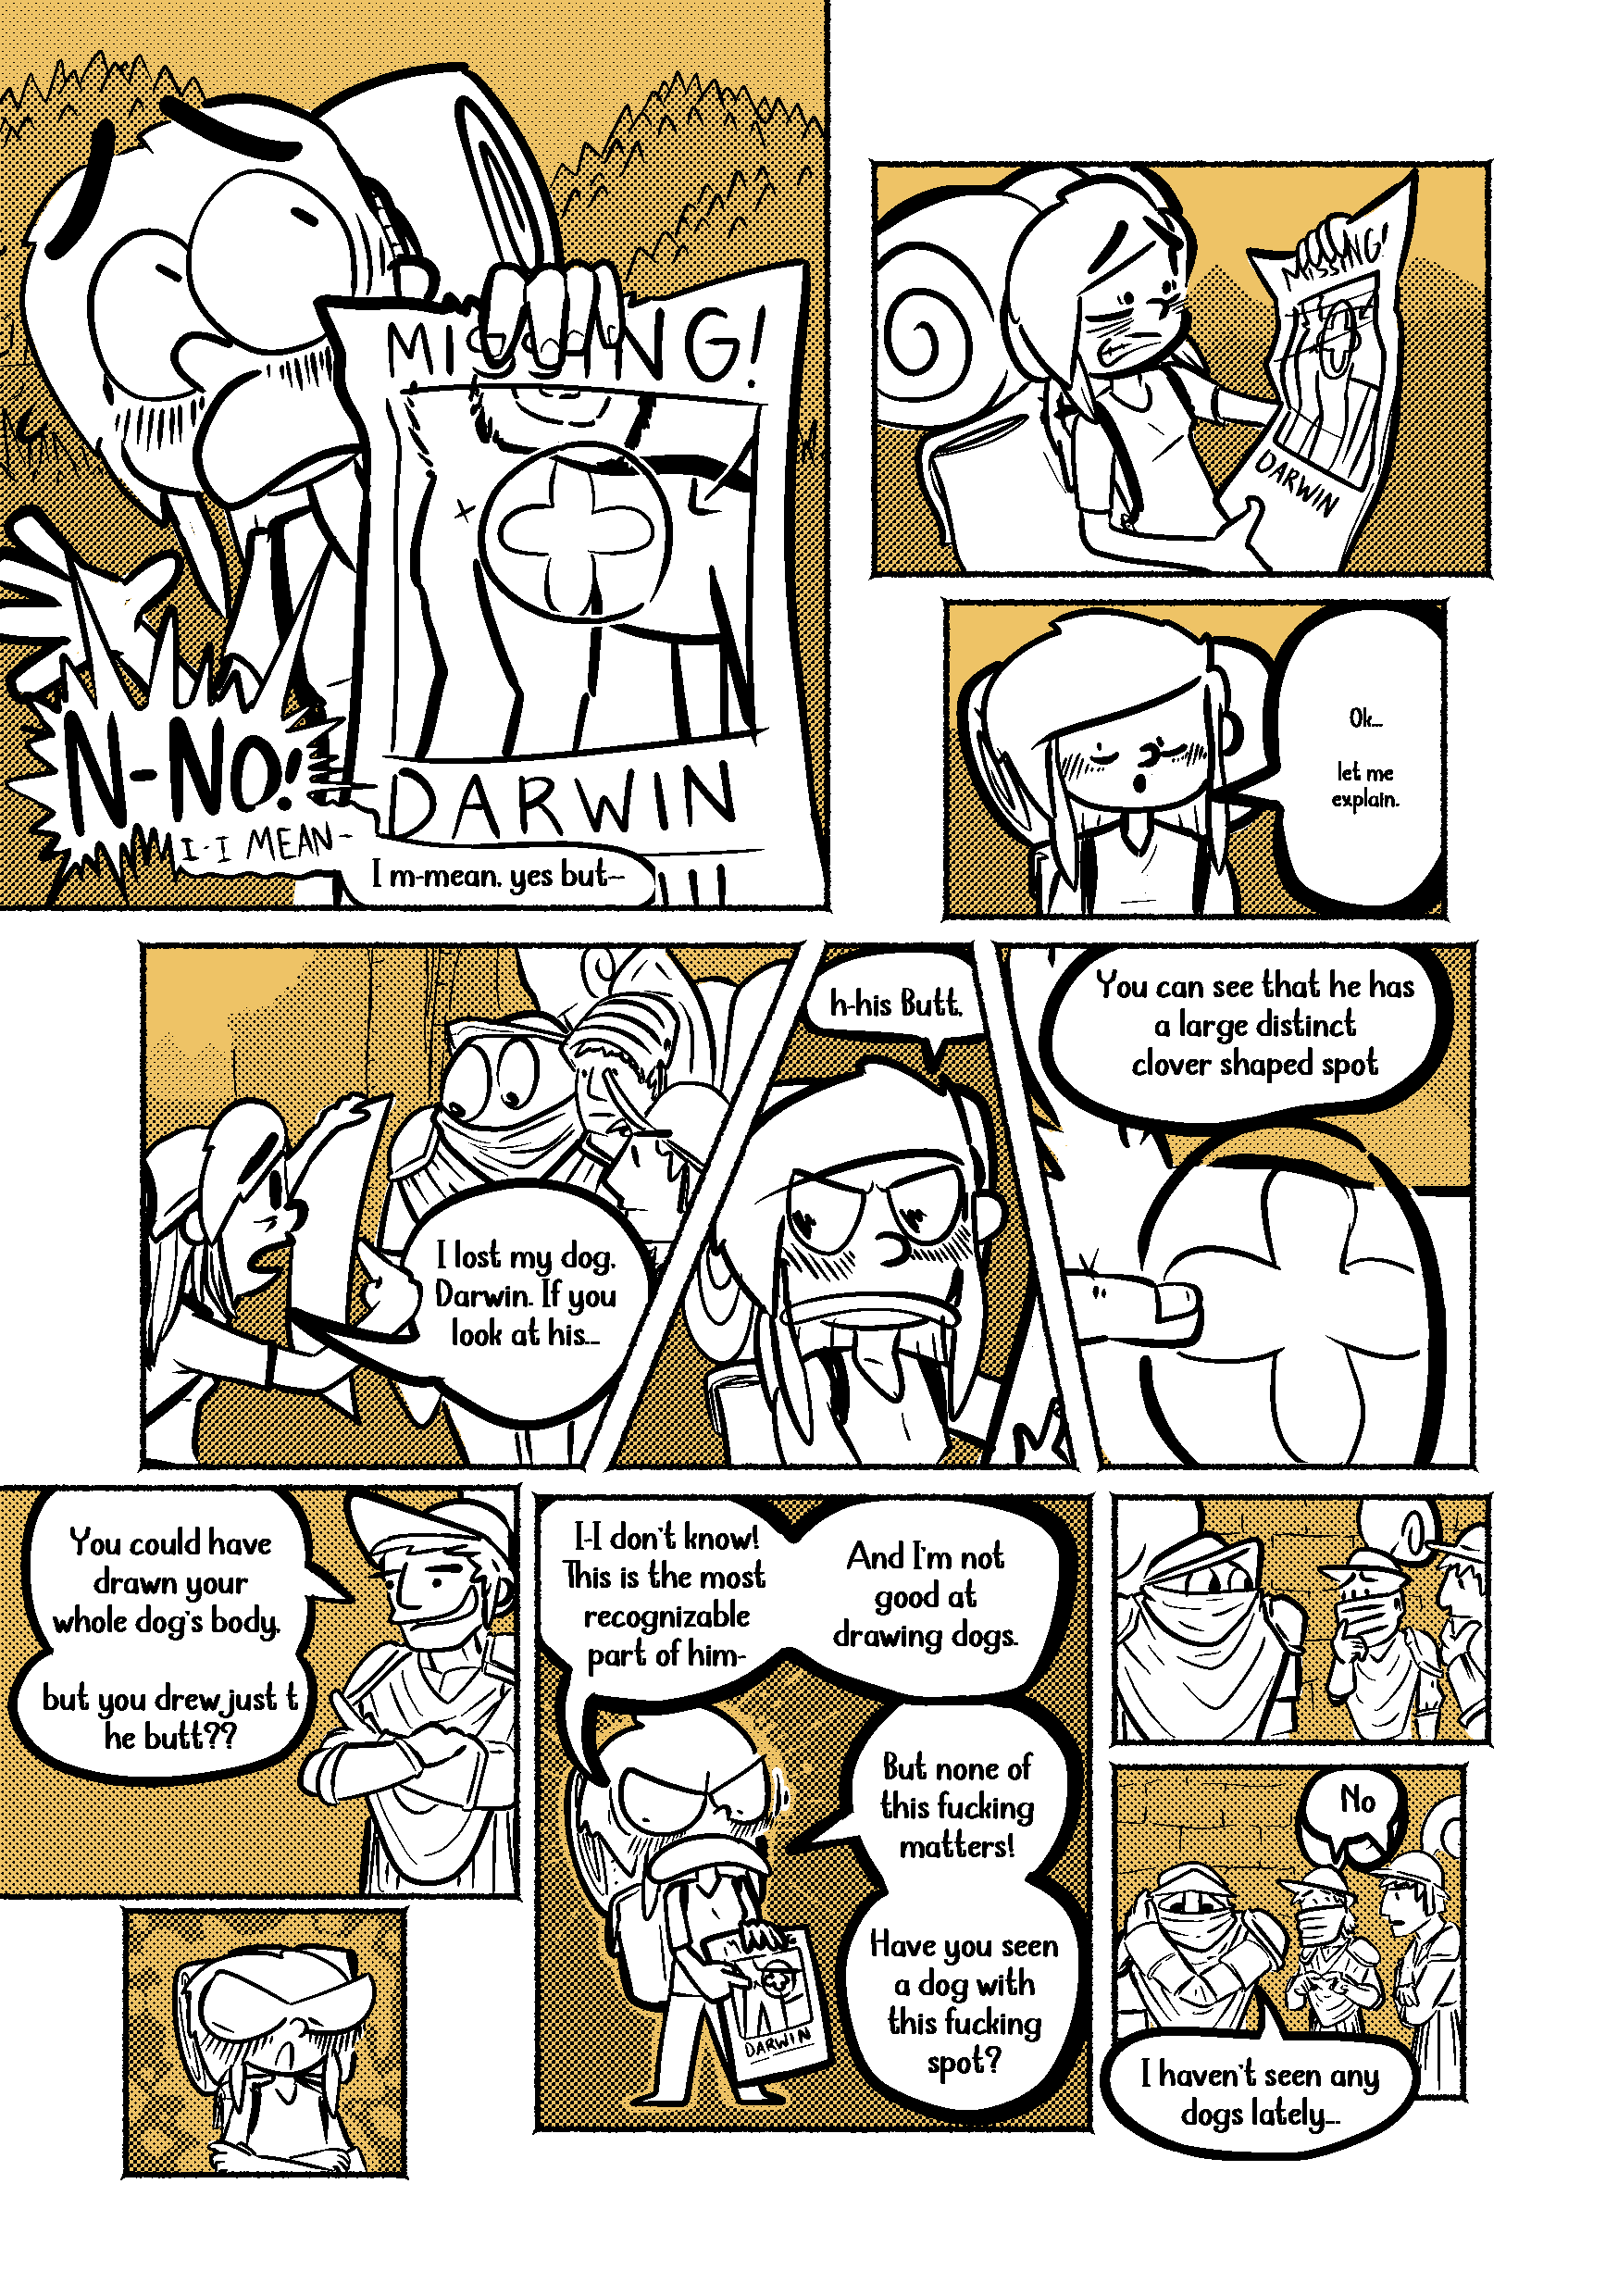 MISSING!
DARWIN
N-NO!
I-I MEAN-
I m-mean, yes but--
MISSING!
DARWIN
Ok...
let me
explain.
I lost my dog,
Darwin. If you
look at his...
h-his Butt,
You can see that he has
a large distinct
clover shaped spot
You could have
drawn your
whole dog's body,
but you drew just t
he butt??
I-I don't know!
This is the most
recognizable
part of him-
And I'm not
good at
drawing dogs.
But none of
this fucking
matters!
Have you seen
a dog with
this fucking
spot?
DARWIN
No
I haven't seen any
dogs lately...